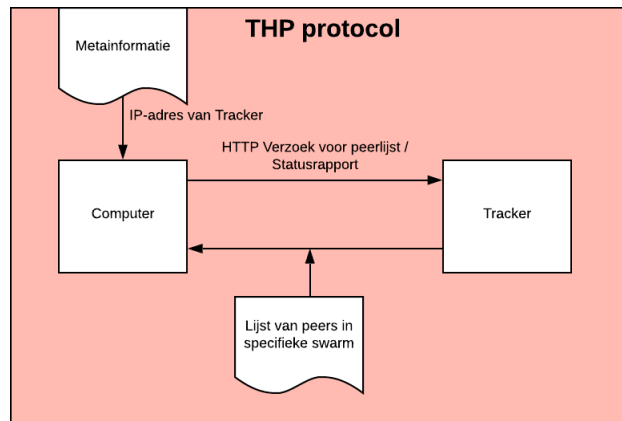 THP protocol
Metainformatie
IP-adres van Tracker
HTTP Verzoek voor peerlijst /
Statusrapport
Computer
Tracker
Lijst van peers in
specifieke swarm